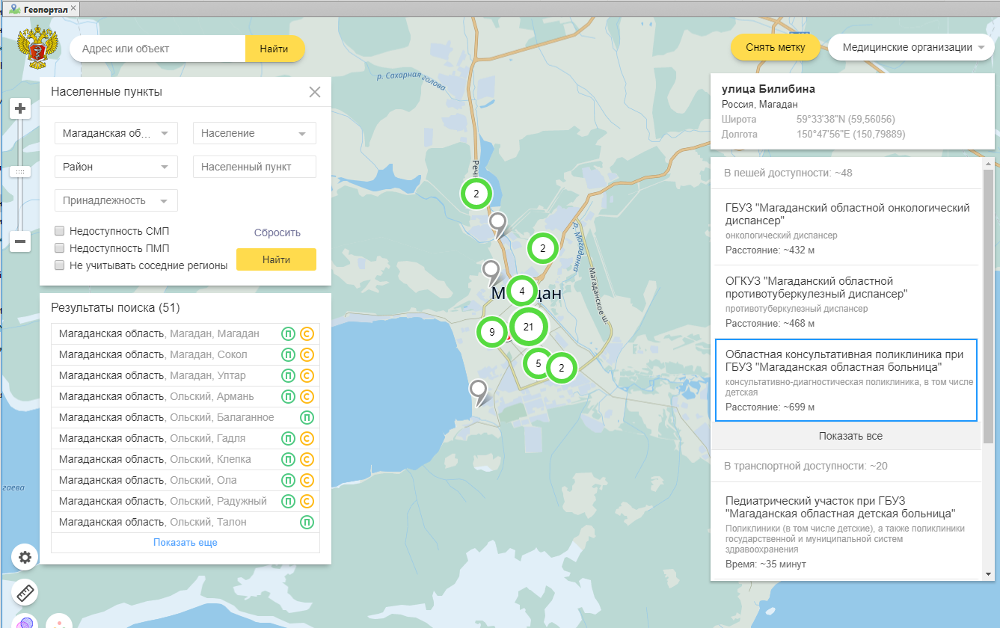 Геопортал
Адрес или объект
Найти
Снять метку
Медицинские организации
Населенные пункты
Магаданская об...
Население
Район
Населенный пункт
Принадлежность
Недоступность СМП
Недоступность ПМП
Не учитывать соседние регионы
Сбросить
Найти
Результаты поиска (51)
Магаданская область, Магадан, Магадан П С
Магаданская область, Магадан, Сокол П С
Магаданская область, Магадан, Уптар П С
Магаданская область, Ольский, Армань П С
Магаданская область, Ольский, Балаганное П
Магаданская область, Ольский, Гадля П С
Магаданская область, Ольский, Клепка П С
Магаданская область, Ольский, Ола П С
Магаданская область, Ольский, Радужный П С
Магаданская область, Ольский, Талон П
Показать еще
гаева
р. Сахарная голова
Речн
2
2
р. Магаданка
Магаданское ш.
4
М дан
9
21
5
2
улица Билибина
Россия, Магадан
Широта 59°33'38"N (59,56056)
Долгота 150°47'56"E (150,79889)
В пешей доступности: ~48
ГБУЗ "Магаданский областной онкологический
диспансер"
онкологический диспансер
Расстояние: ~432 м
ОГКУЗ "Магаданский областной
противотуберкулезный диспансер"
противотуберкулезный диспансер
Расстояние: ~468 м
Областная консультативная поликлиника при
ГБУЗ "Магаданская областная больница"
консультативно-диагностическая поликлиника, в том числе
детская
Расстояние: ~699 м
Показать все
В транспортной доступности: ~20
Педиатрический участок при ГБУЗ
"Магаданская областная детская больница"
Поликлиники (в том числе детские), а также поликлиники
государственной и муниципальной систем
здравоохранения
Время: ~35 минут